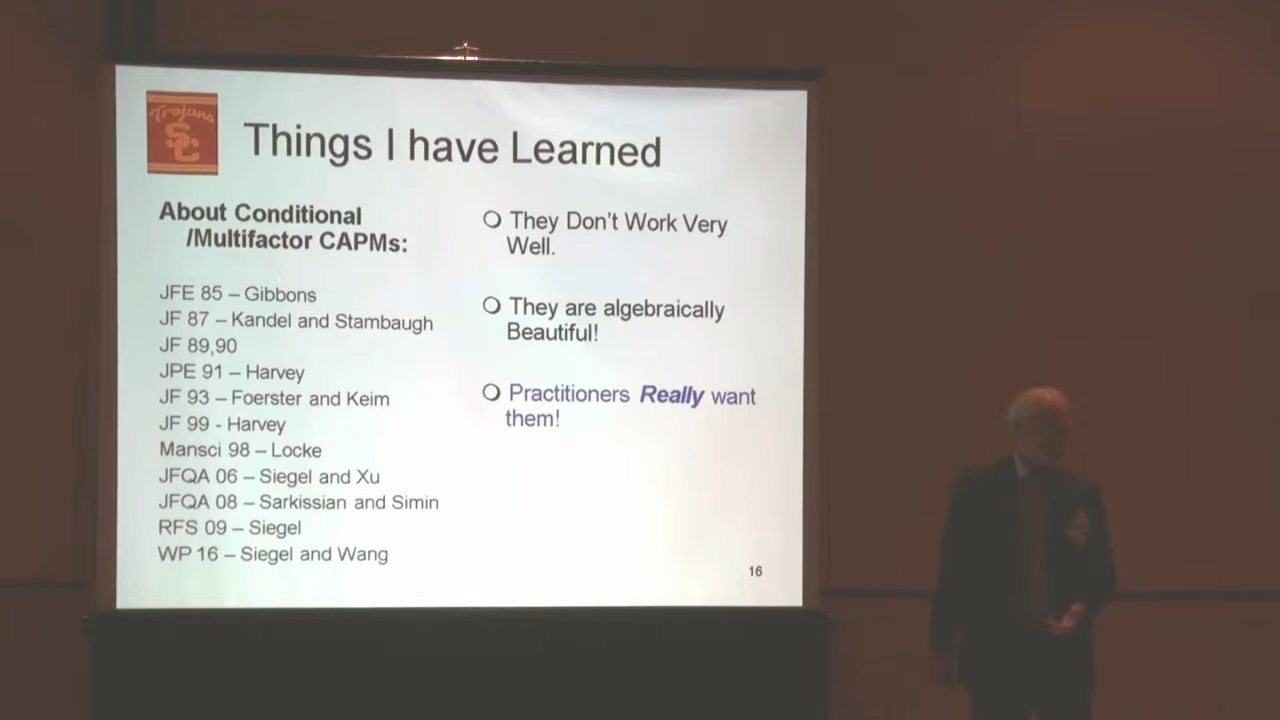 Trojans
SC
Things I have Learned
About Conditional
/Multifactor CAPMs:
JFE 85 – Gibbons
JF 87 – Kandel and Stambaugh
JF 89,90
JPE 91 – Harvey
JF 93 – Foerster and Keim
JF 99 - Harvey
Mansci 98 – Locke
JFQA 06 – Siegel and Xu
JFQA 08 – Sarkissian and Simin
RFS 09 – Siegel
WP 16 – Siegel and Wang
They Don't Work Very
Well.
They are algebraically
Beautiful!
Practitioners Really want
them!
16